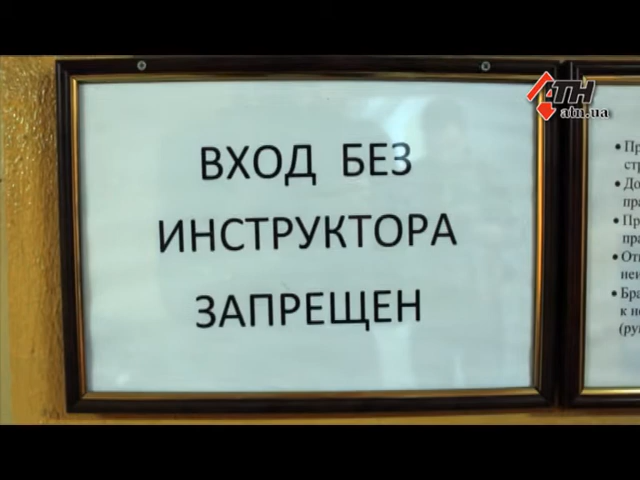 АТН
atn.ua
ВХОД БЕЗ
ИНСТРУКТОРА
ЗАПРЕЩЕН
к